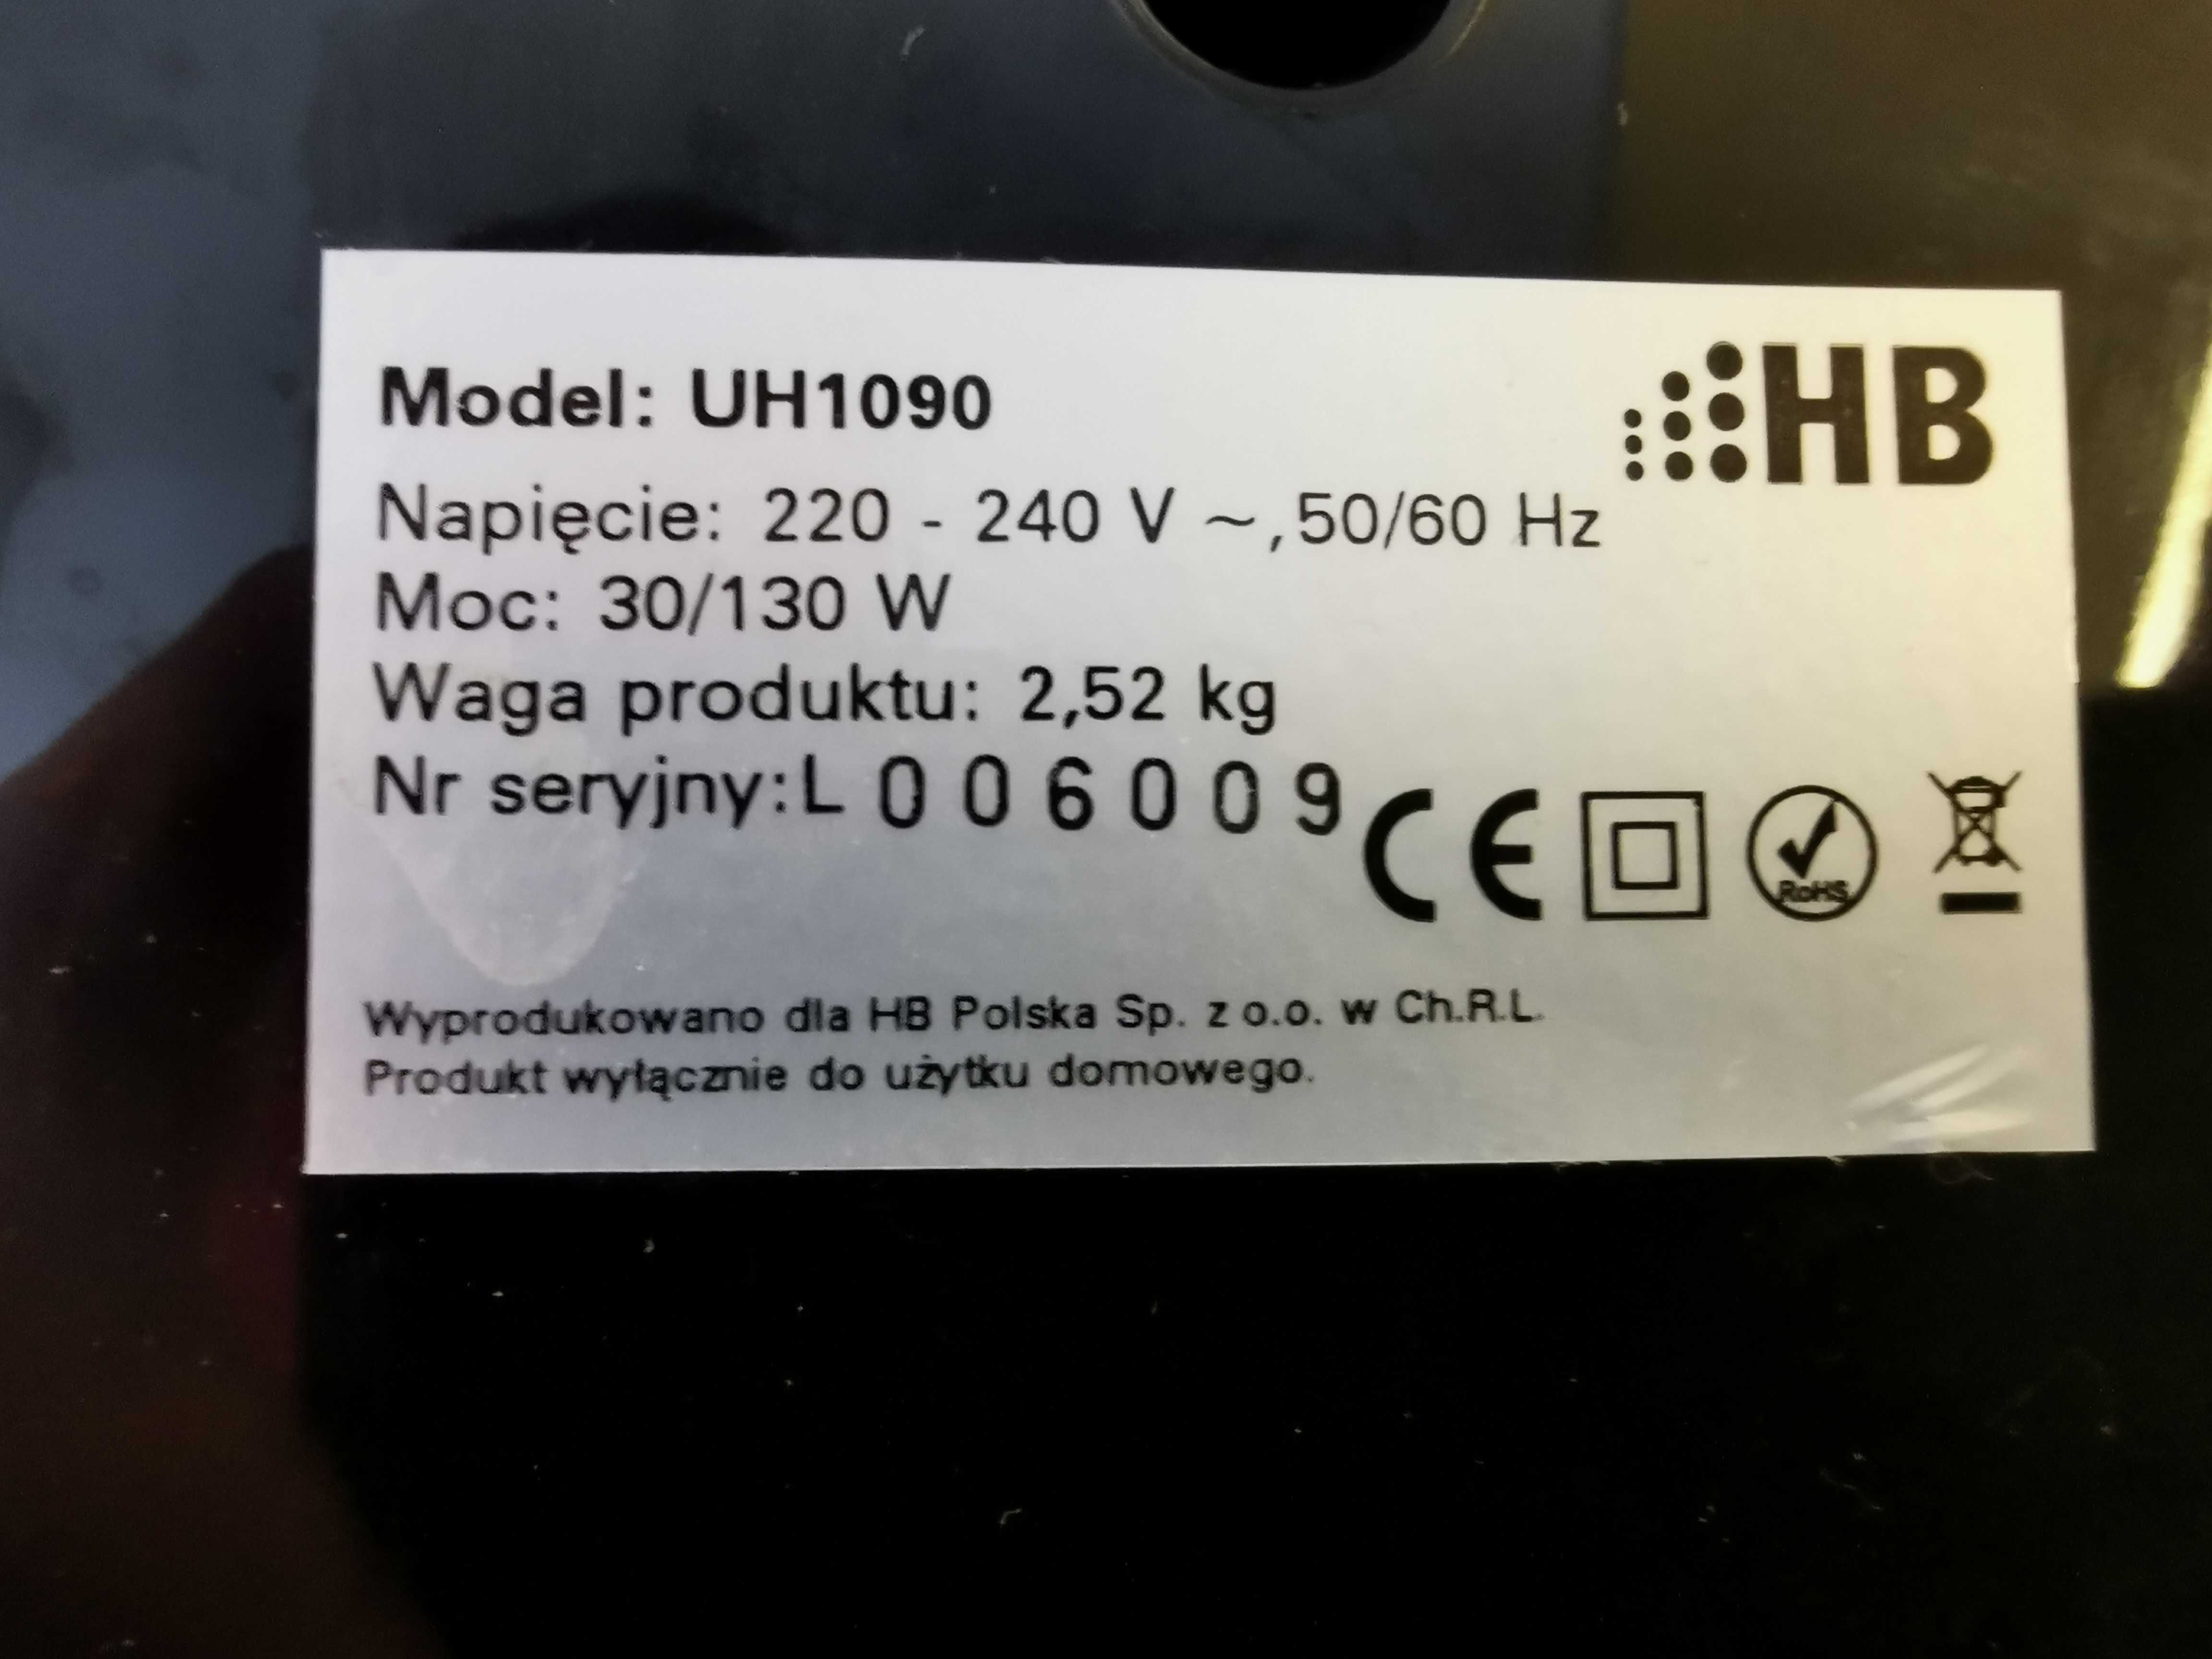 HB
Model: UH1090
Napięcie: 220 - 240 V ~, 50/60 Hz
Moc: 30/130 W
Waga produktu: 2,52 kg
Nr seryjny: L 0 0 6 0 0 9
CE RoHS
Wyprodukowano dla HB Polska Sp. z o.o. w Ch.R.L.
Produkt wyłącznie do użytku domowego.